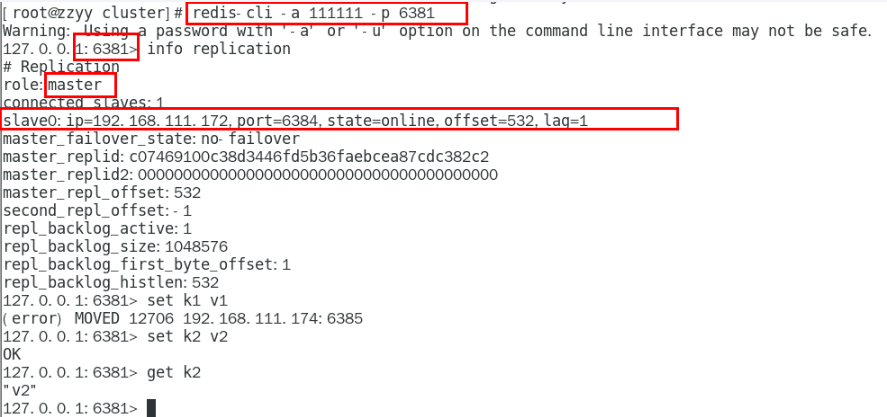 [root@zzyy cluster]# redis-cli -a 111111 -p 6381
Warning: Using a password with '-a' or '-u' option on the command line interface may not be safe.
127.0.0.1:6381> info replication
# Replication
role:master
connected_slaves:1
slave0:ip=192.168.111.172,port=6384,state=online,offset=532,lag=1
master_failover_state:no-failover
master_replid:c07469100c38d3446fd5b36faebcea87cdc382c2
master_replid2:0000000000000000000000000000000000000000
master_repl_offset:532
second_repl_offset:-1
repl_backlog_active:1
repl_backlog_size:1048576
repl_backlog_first_byte_offset:1
repl_backlog_histlen:532
127.0.0.1:6381> set k1 v1
(error) MOVED 12706 192.168.111.174:6385
127.0.0.1:6381> set k2 v2
OK
127.0.0.1:6381> get k2
"v2"
127.0.0.1:6381>